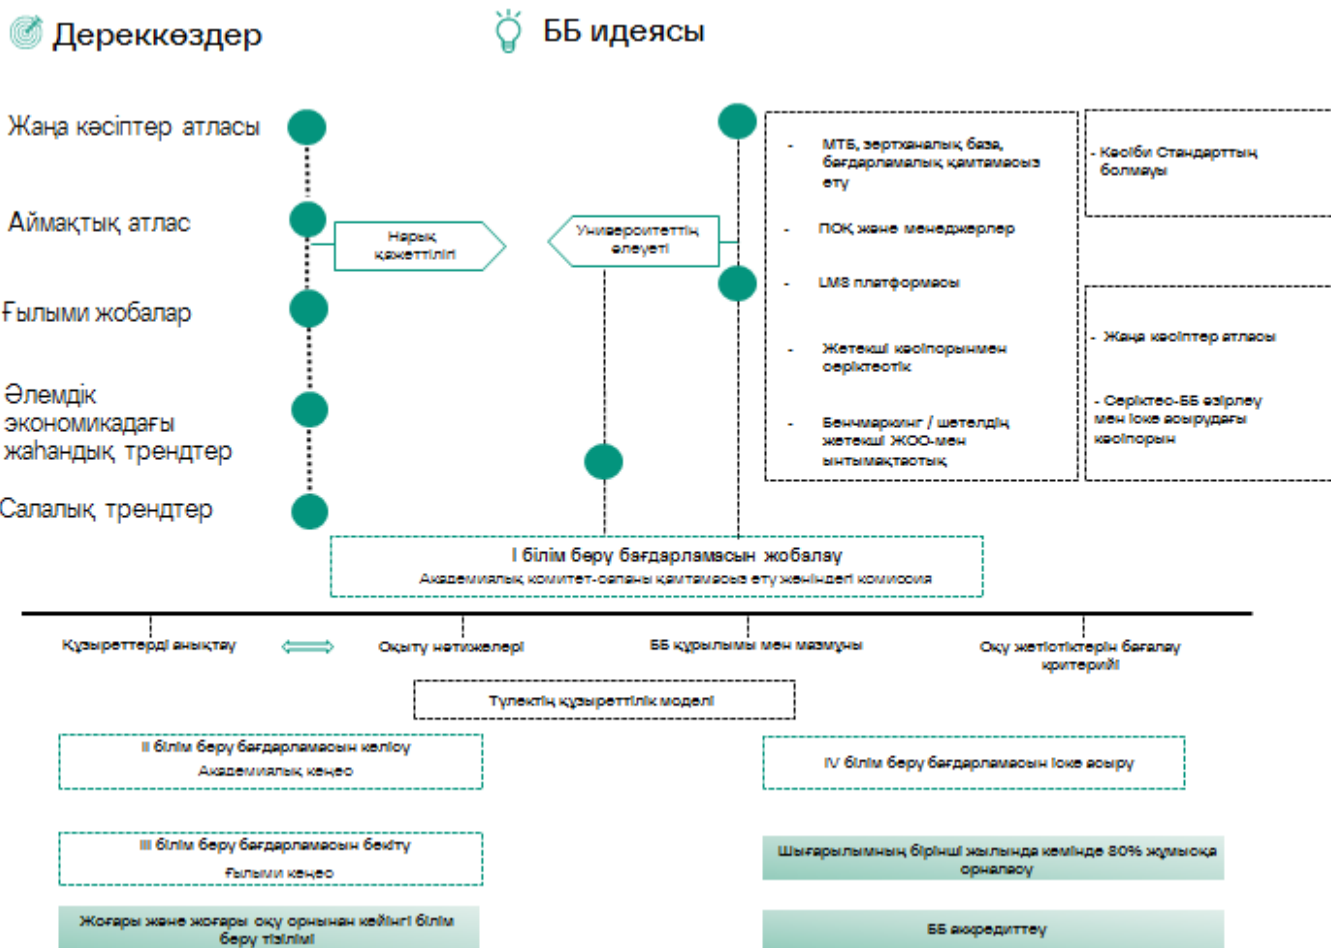 Дереккөздер
ББ идеясы
Жаңа кәсіптер атласы
Аймақтық атлас
Ғылыми жобалар
Әлемдік
экономикадағы
жаһандық трендтер
Салалық трендтер
Нарық
қажеттілігі
Университеттің
әлеуеті
- МТБ, зертханалық база,
бағдарламалық қамтамасыз
ету
- ПОҚ және менеджерлер
- LMS платформасы
- Жетекші кәсіпорынмен
серіктестік
- Бенчмаркинг / шетелдің
жетекші ЖОО-мен
ынтымақтастық
- Кәсіби Стандарттың
болмауы
- Жаңа кәсіптер атласы
- Серіктес-ББ әзірлеу
мен іске асырудағы
кәсіпорын
I білім беру бағдарламасын жобалау
Академиялық комитет-сапаны қамтамасыз ету жөніндегі комиссия
Құзыреттерді анықтау
Оқыту нәтижелері
ББ құрылымы мен мазмұны
Оқу жетістіктерін бағалау
критерийі
Түлектің құзыреттілік моделі
II білім беру бағдарламасын келісу
Академиялық кеңес
IV білім беру бағдарламасын іске асыру
III білім беру бағдарламасын бекіту
Ғылыми кеңес
Шығарылымның бірінші жылында кемінде 80% жұмысқа
орналасу
Жоғары және жоғары оқу орнынан кейінгі білім
беру тізілімі
ББ аккредиттеу